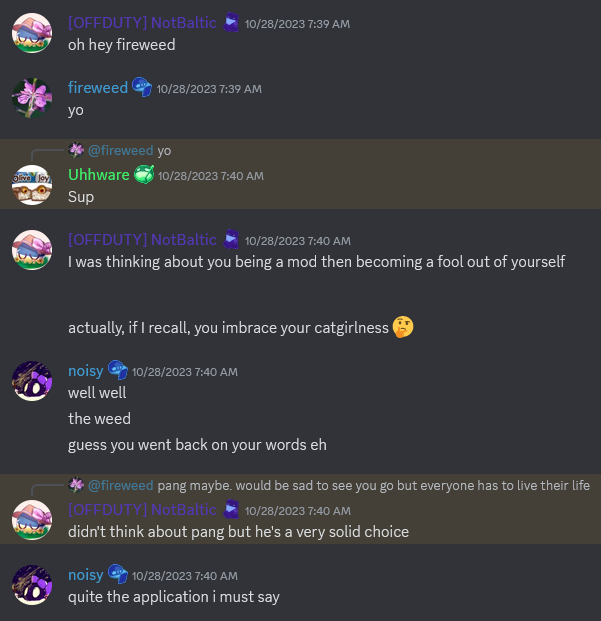 [OFFDUTY] NotBaltic 10/28/2023 7:39 AM
oh hey fireweed
fireweed 10/28/2023 7:39 AM
yo
@fireweed yo
Uhhware 10/28/2023 7:40 AM
Sup
[OFFDUTY] NotBaltic 10/28/2023 7:40 AM
I was thinking about you being a mod then becoming a fool out of yourself
actually, if I recall, you imbrace your catgirlness 🤔
noisy 10/28/2023 7:40 AM
well well
the weed
guess you went back on your words eh
@fireweed pang maybe. would be sad to see you go but everyone has to live their life
[OFFDUTY] NotBaltic 10/28/2023 7:40 AM
didn't think about pang but he's a very solid choice
noisy 10/28/2023 7:40 AM
quite the application i must say